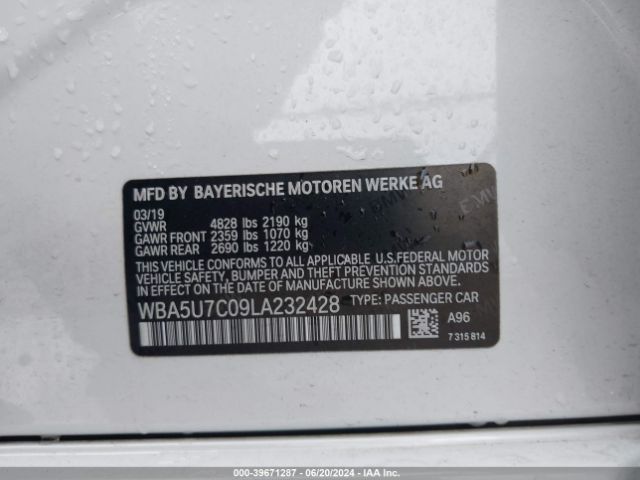 MFD BY BAYERISCHE MOTOREN WERKE AG
03/19
GVWR 4828 lbs 2190 kg
GAWR FRONT 2359 lbs 1070 kg
GAWR REAR 2690 lbs 1220 kg
THIS VEHICLE CONFORMS TO ALL APPLICABLE U.S.FEDERAL MOTOR
VEHICLE SAFETY, BUMPER AND THEFT PREVENTION STANDARDS
IN EFFECT ON THE DATE OF MANUFACTURE SHOWN ABOVE.
WBA5U7C09LA232428 TYPE: PASSENGER CAR
A96
7 315 814
000-39671287 - 06/20/2024 - IAAI.COM